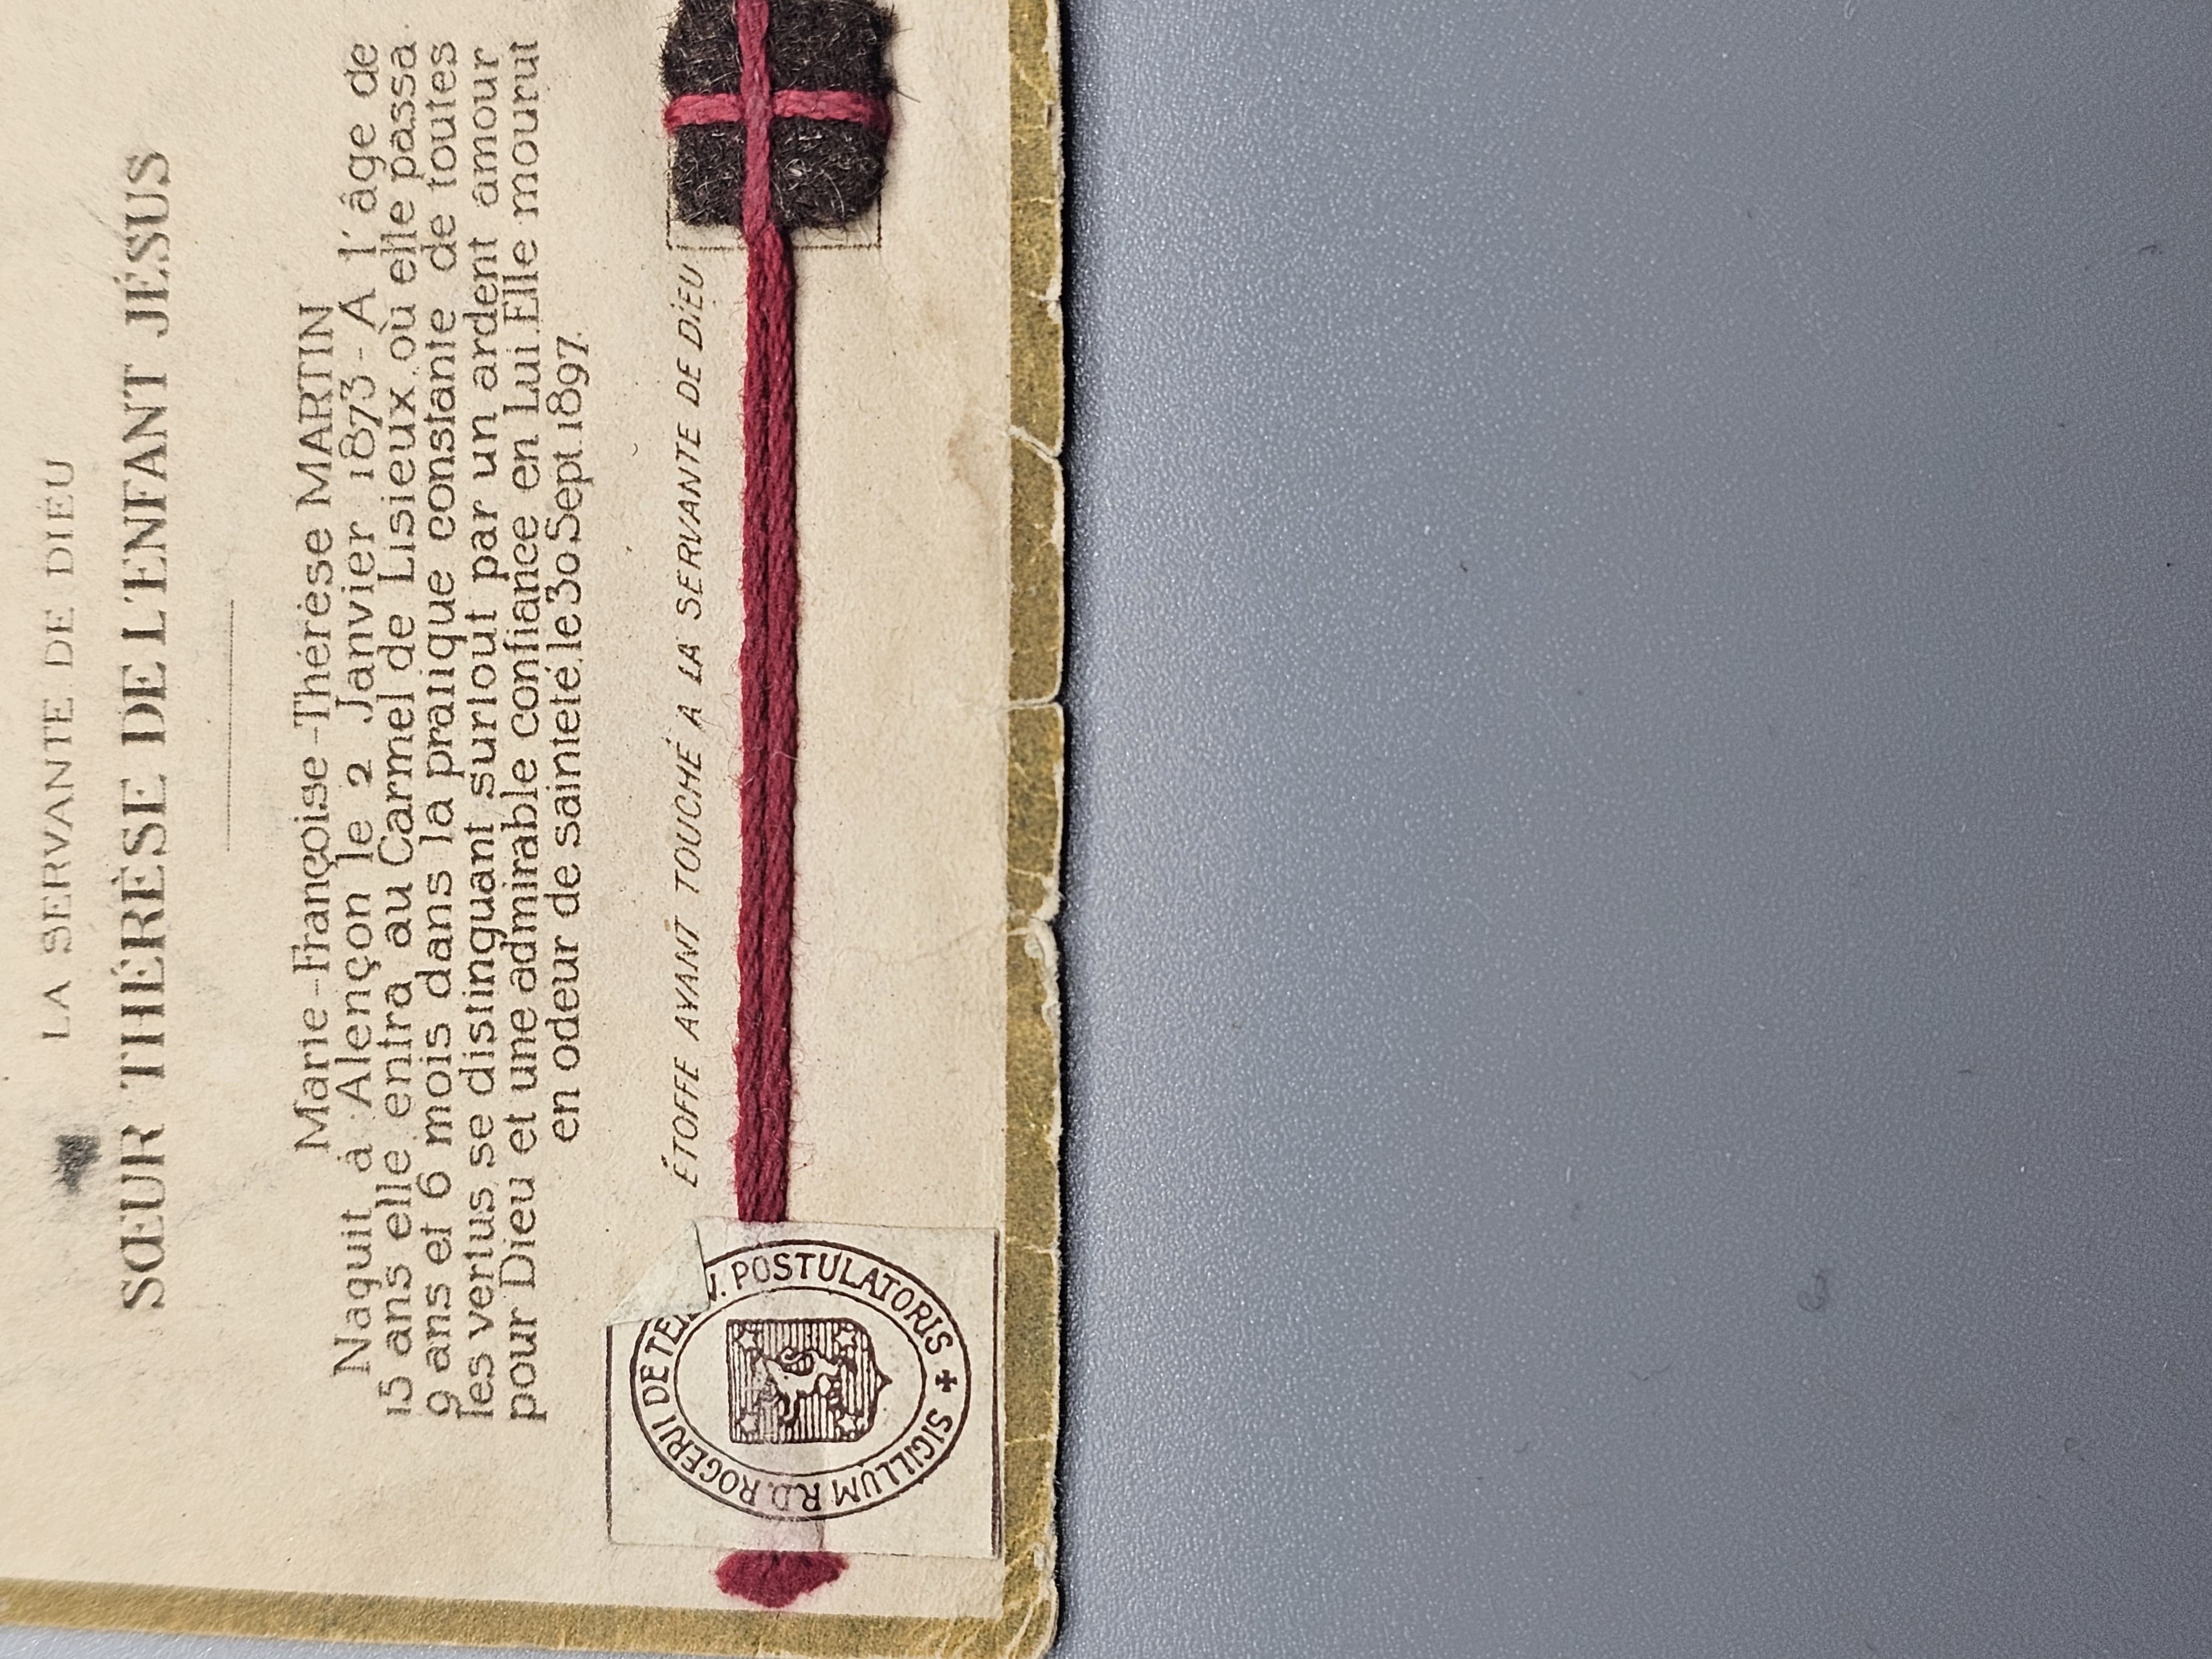 LA SERVANTE DE DIEU
SŒUR THÉRÈSE DE L'ENFANT JÉSUS
Marie-Françoise-Thérèse MARTIN
Naquit à Alençon le 2 Janvier 1873-A l'âge de
15 ans elle entra au Carmel de Lisieux où elle passa
9 ans et 6 mois dans la pratique constante de toutes
les vertus se distinguant surtout par un ardent amour
pour Dieu et une admirable confiance en Lui. Elle mourut
en odeur de sainteté le 30 Sept. 1897.
ÉTOFFE AYANT TOUCHÉ A LA SERVANTE DE DIEU
SIGILLUM R.D. ROGERII DE POSTULATORIS